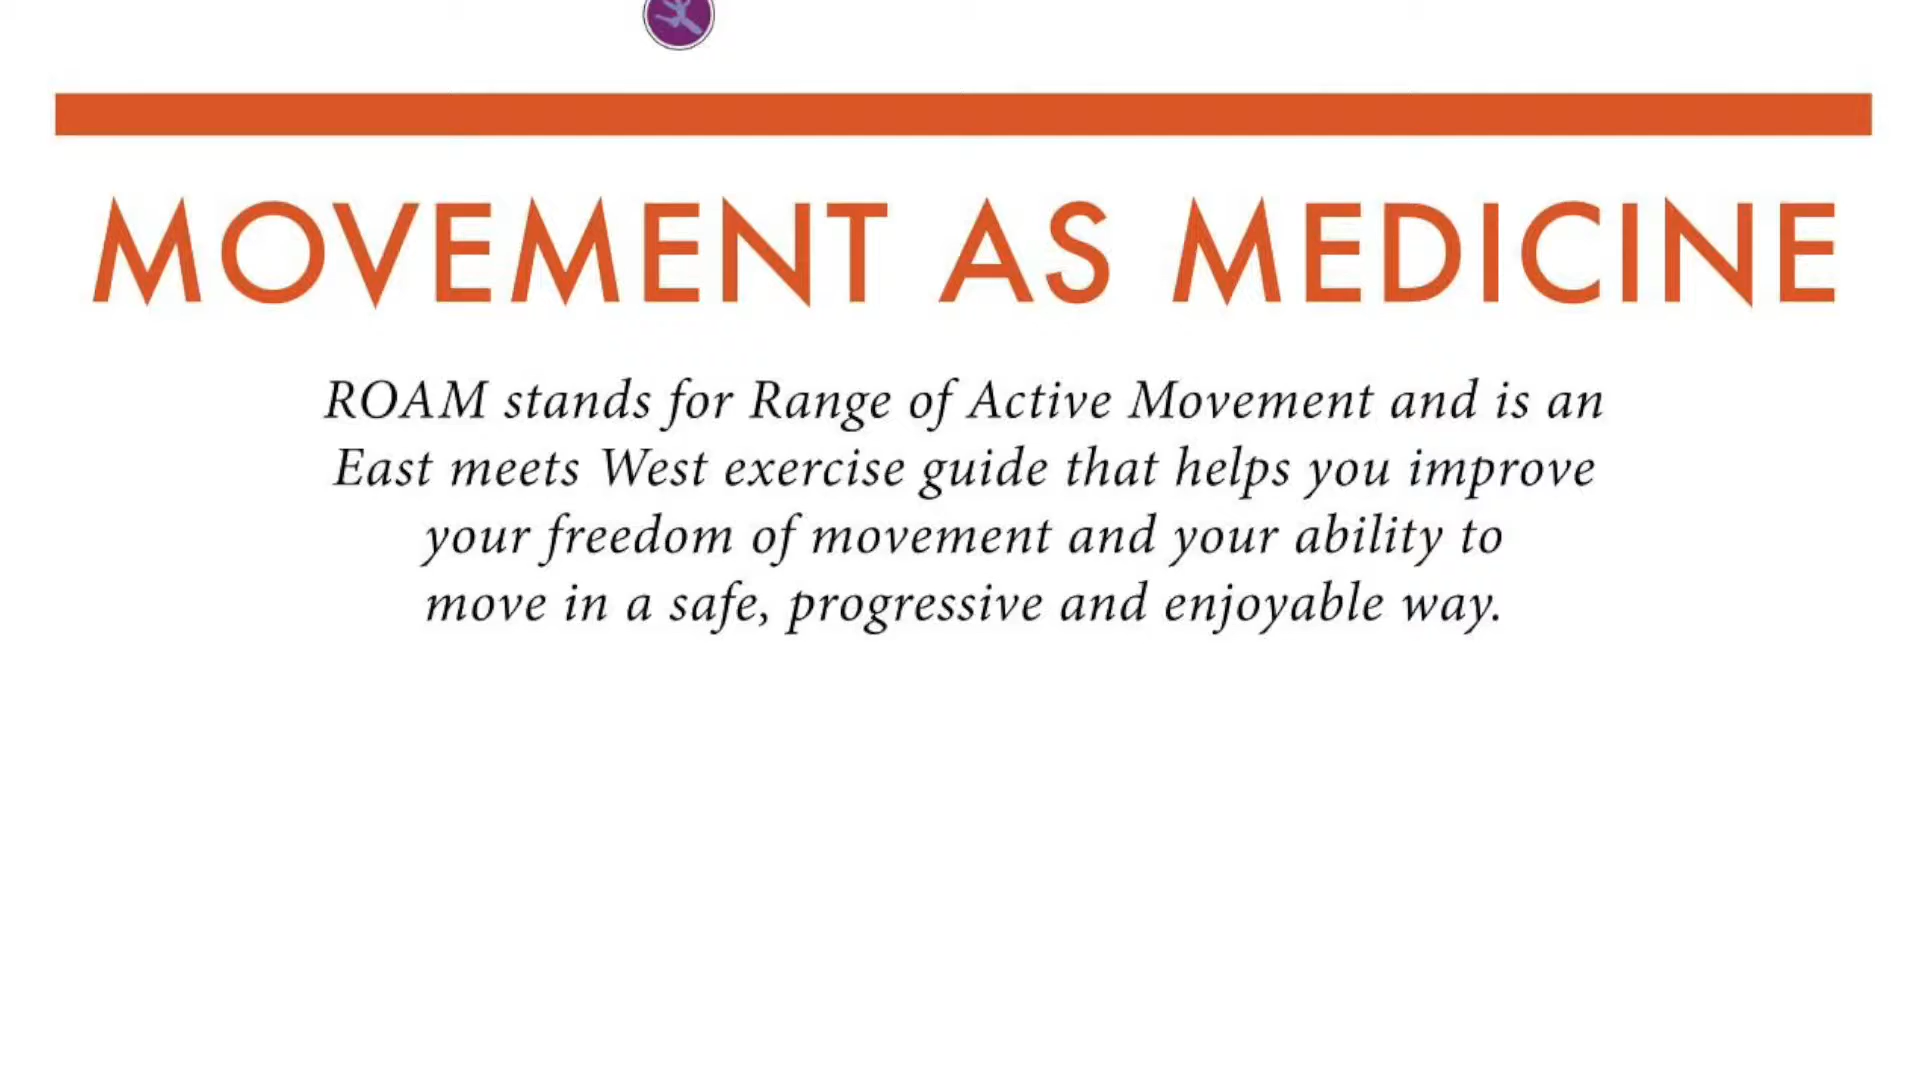 MOVEMENT AS MEDICINE
ROAM stands for Range of Active Movement and is an
East meets West exercise guide that helps you improve
your freedom of movement and your ability to
move in a safe, progressive and enjoyable way.